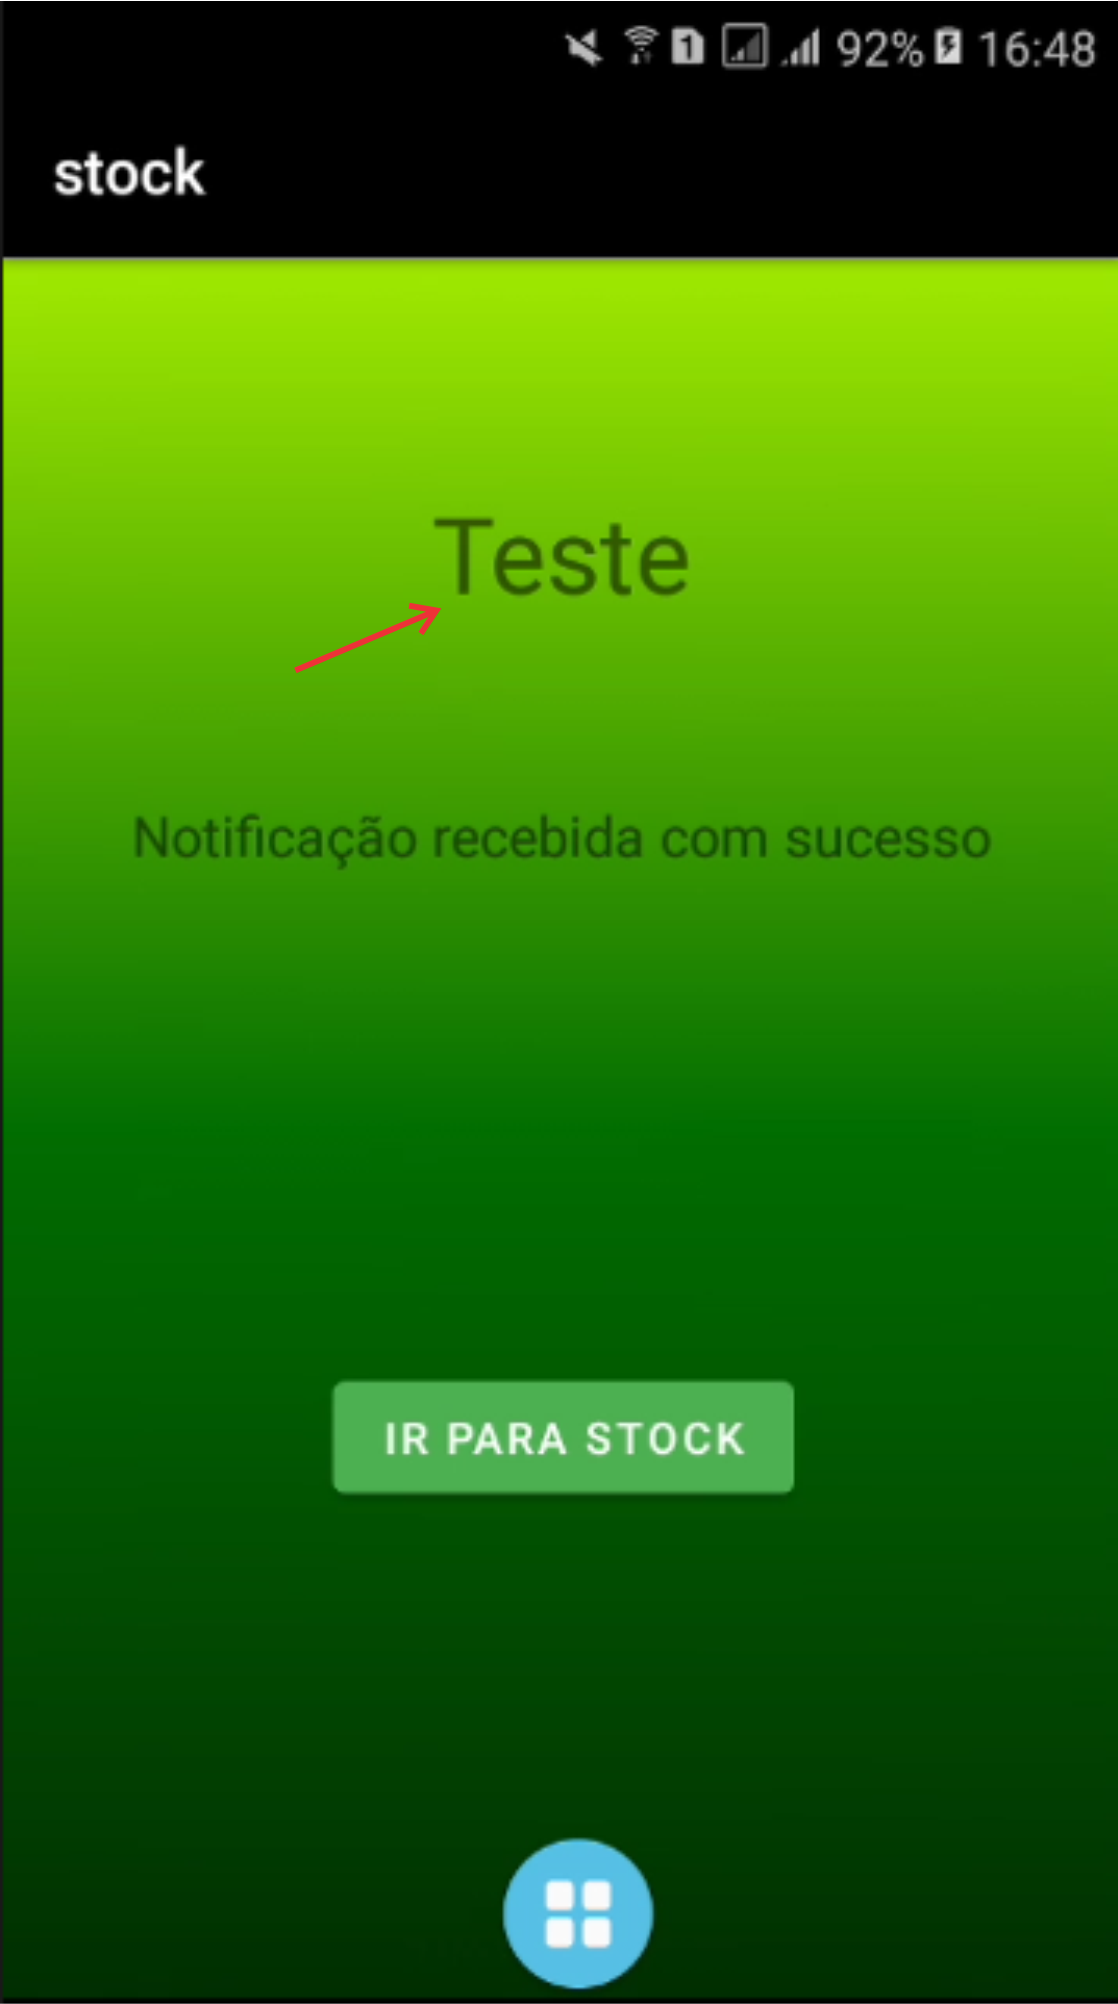 92% 16:48
stock
Teste
Notificação recebida com sucesso
IR PARA STOCK